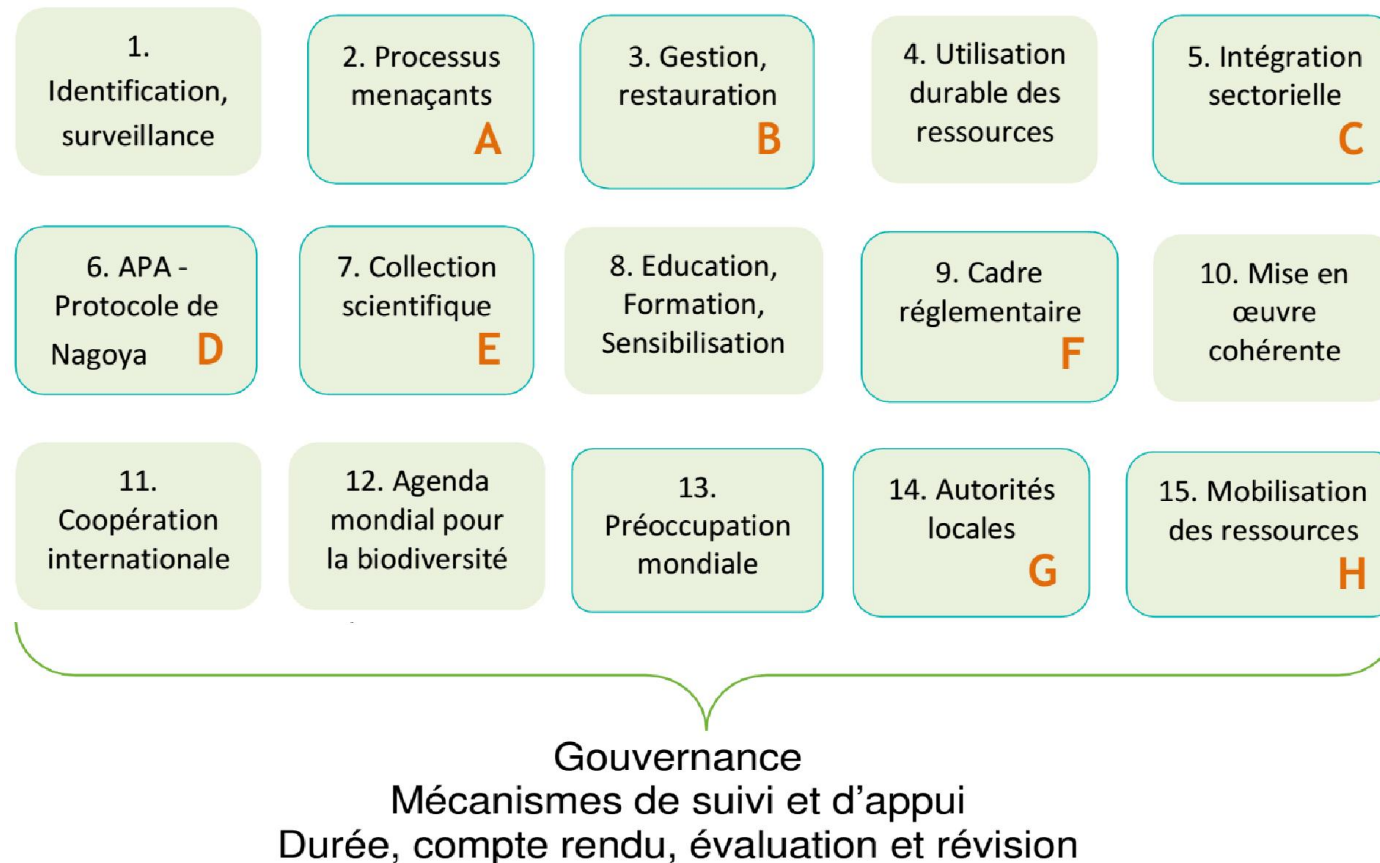 1.
Identification,
surveillance
2. Processus
menaçants
A
3. Gestion,
restauration
B
4. Utilisation
durable des
ressources
5. Intégration
sectorielle
C
6. APA -
Protocole de
Nagoya D
7. Collection
scientifique
E
8. Education,
Formation,
Sensibilisation
9. Cadre
réglementaire
F
10. Mise en
œuvre
cohérente
11.
Coopération
internationale
12. Agenda
mondial pour
la biodiversité
13.
Préoccupation
mondiale
14. Autorités
locales
G
15. Mobilisation
des ressources
H
Gouvernance
Mécanismes de suivi et d’appui
Durée, compte rendu, évaluation et révision